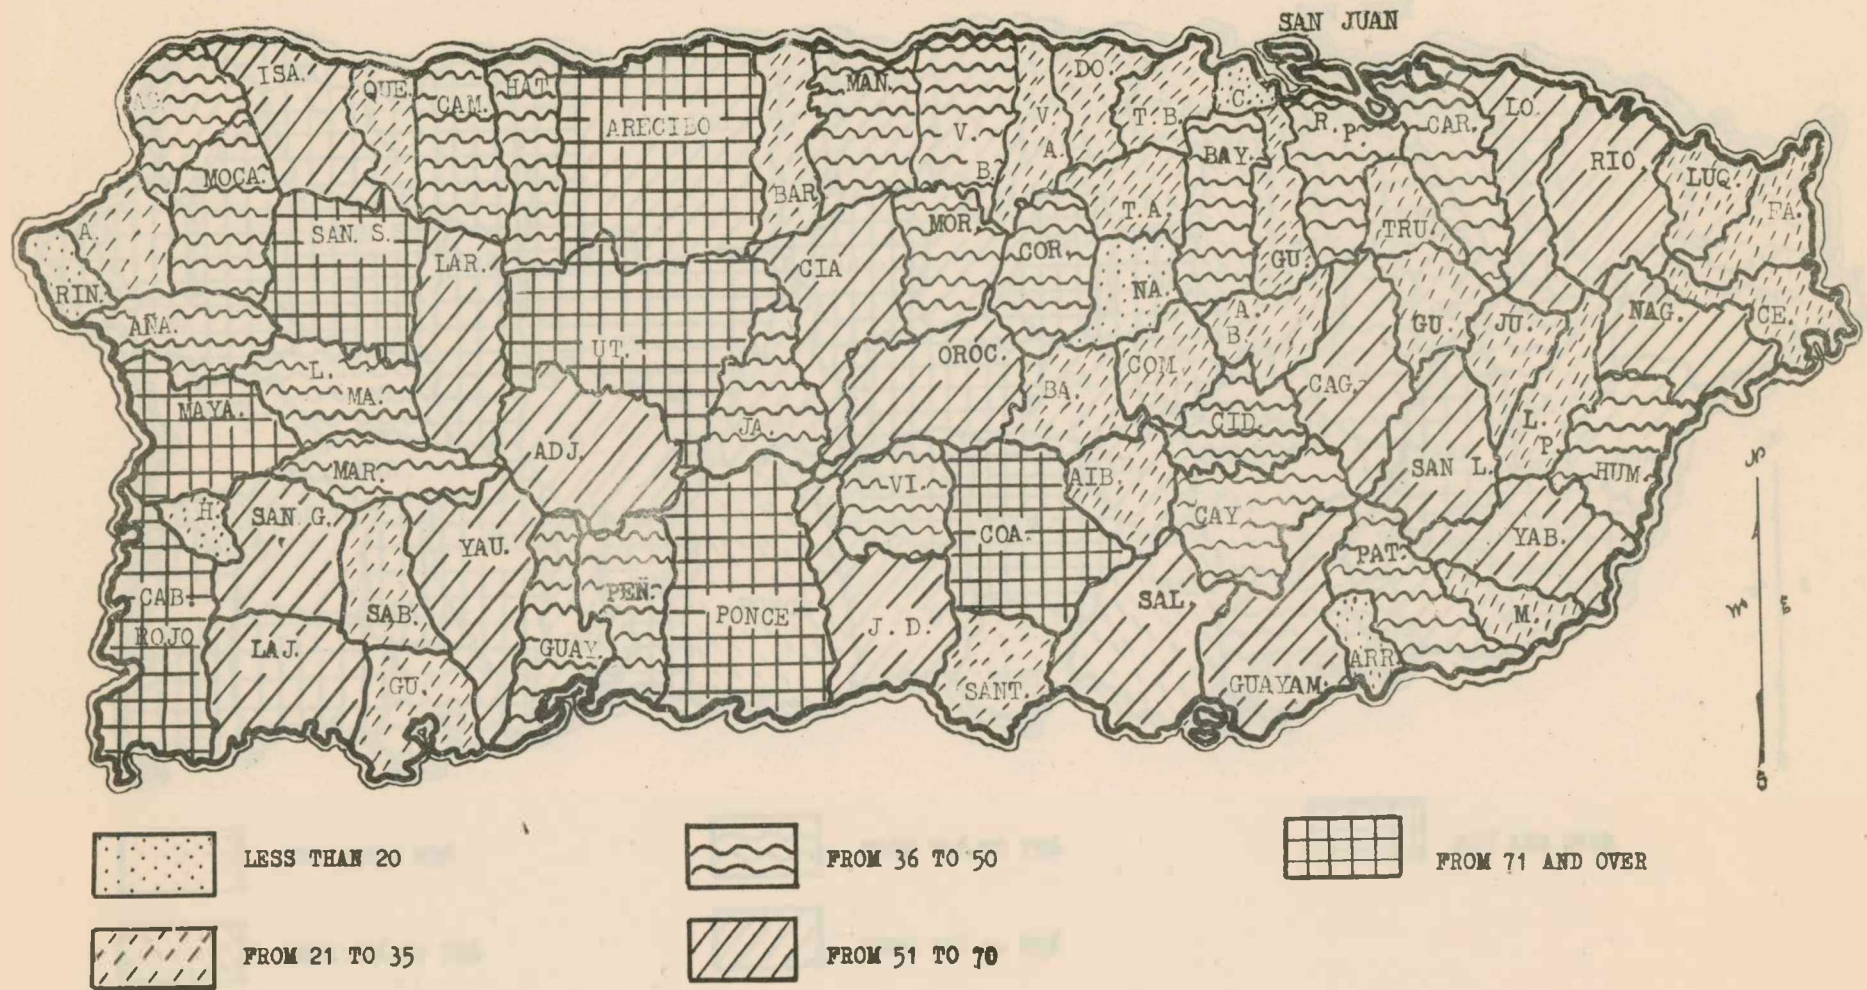 SAN JUAN
ISA.
QUE.
CAM.
HAT.
ARECIBO
BAR.
MAN.
V. B.
V. A.
DO.
T.B.
C.
BAY.
R. P.
CAR.
LO.
RIO.
LUQ.
FA.
AG.
MOCA.
A.
RIN.
SAN. S.
LAR.
CIA
MOR.
COR.
T.A.
NA.
GU.
TRU.
AÑA.
UT.
OROC.
A. B.
GU.
JU.
NAG.
CE.
L. MA.
MAYA.
JA.
BA.
COM.
CID.
CAG.
L. P.
HUM.
ADJ.
MAR.
VI.
COA.
AIB.
CAY
SAN L.
YAB.
H.
SAN G.
YAU.
PAT.
CAB. ROJO
SAB.
PEÑ.
PONCE
J. D.
SAL.
M.
LAJ.
GU.
GUAY.
SANT.
GUAYAM.
ARR.
N
W E
S
LESS THAN 20
FROM 36 TO 50
FROM 71 AND OVER
FROM 21 TO 35
FROM 51 TO 70